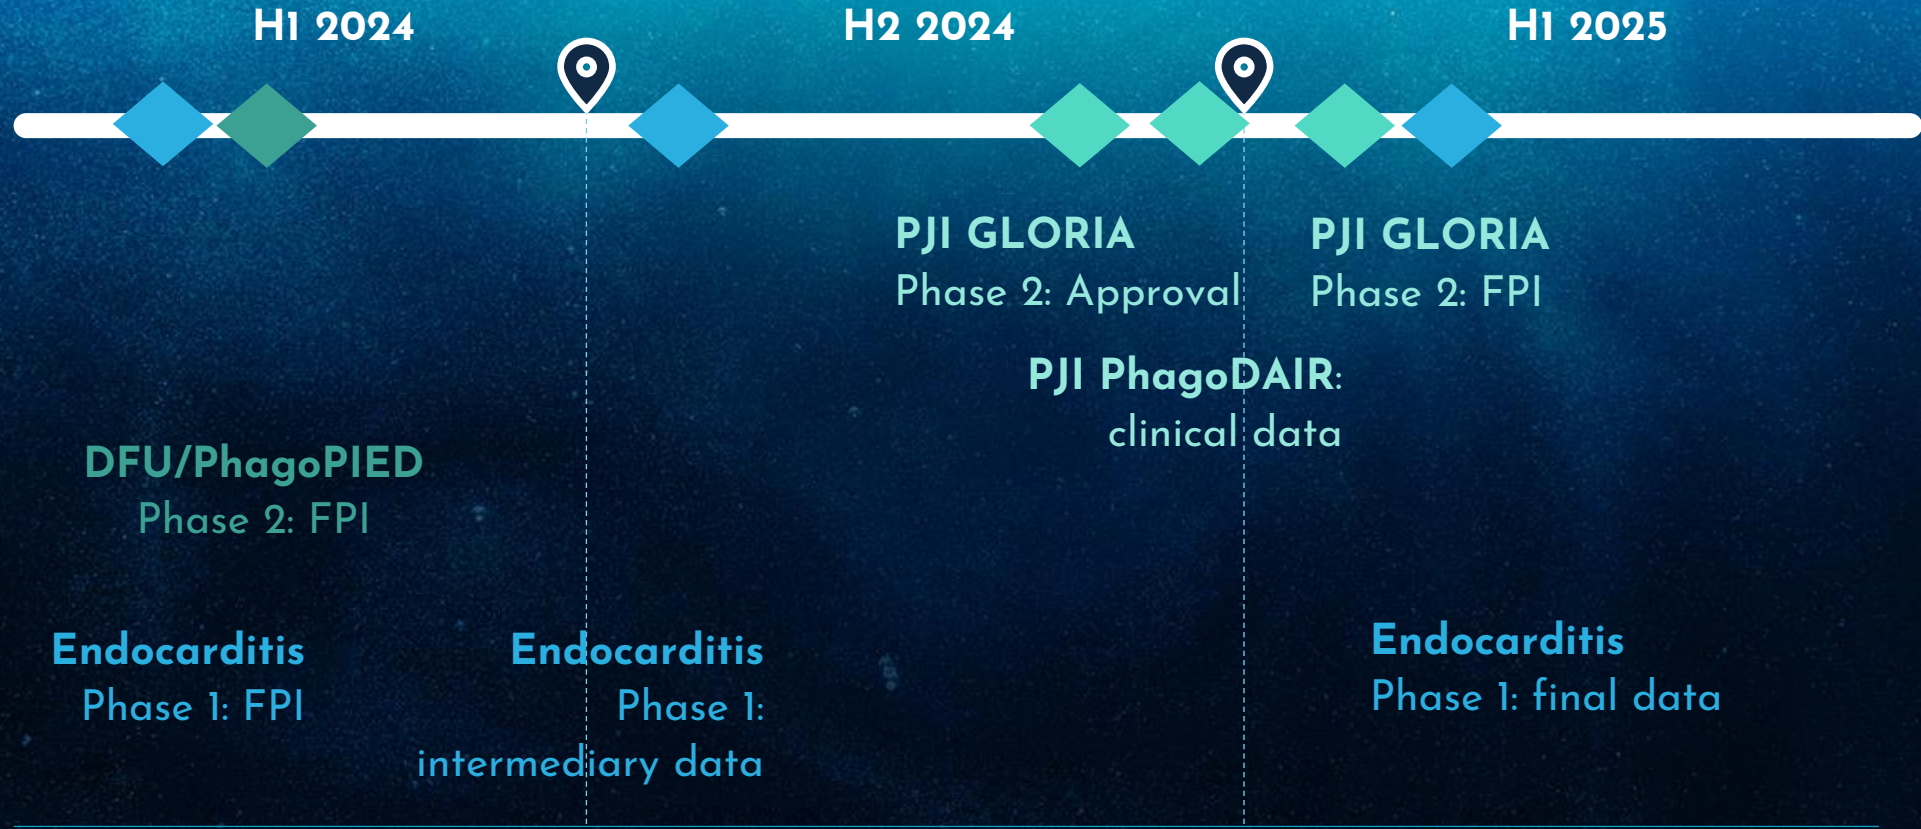 H1 2024
H2 2024
H1 2025
PJI GLORIA
Phase 2: Approval
PJI GLORIA
Phase 2: FPI
PJI PhagoDAIR:
clinical data
DFU/PhagoPIED
Phase 2: FPI
Endocarditis
Phase 1: FPI
Endocarditis
Phase 1:
intermediary data
Endocarditis
Phase 1: final data